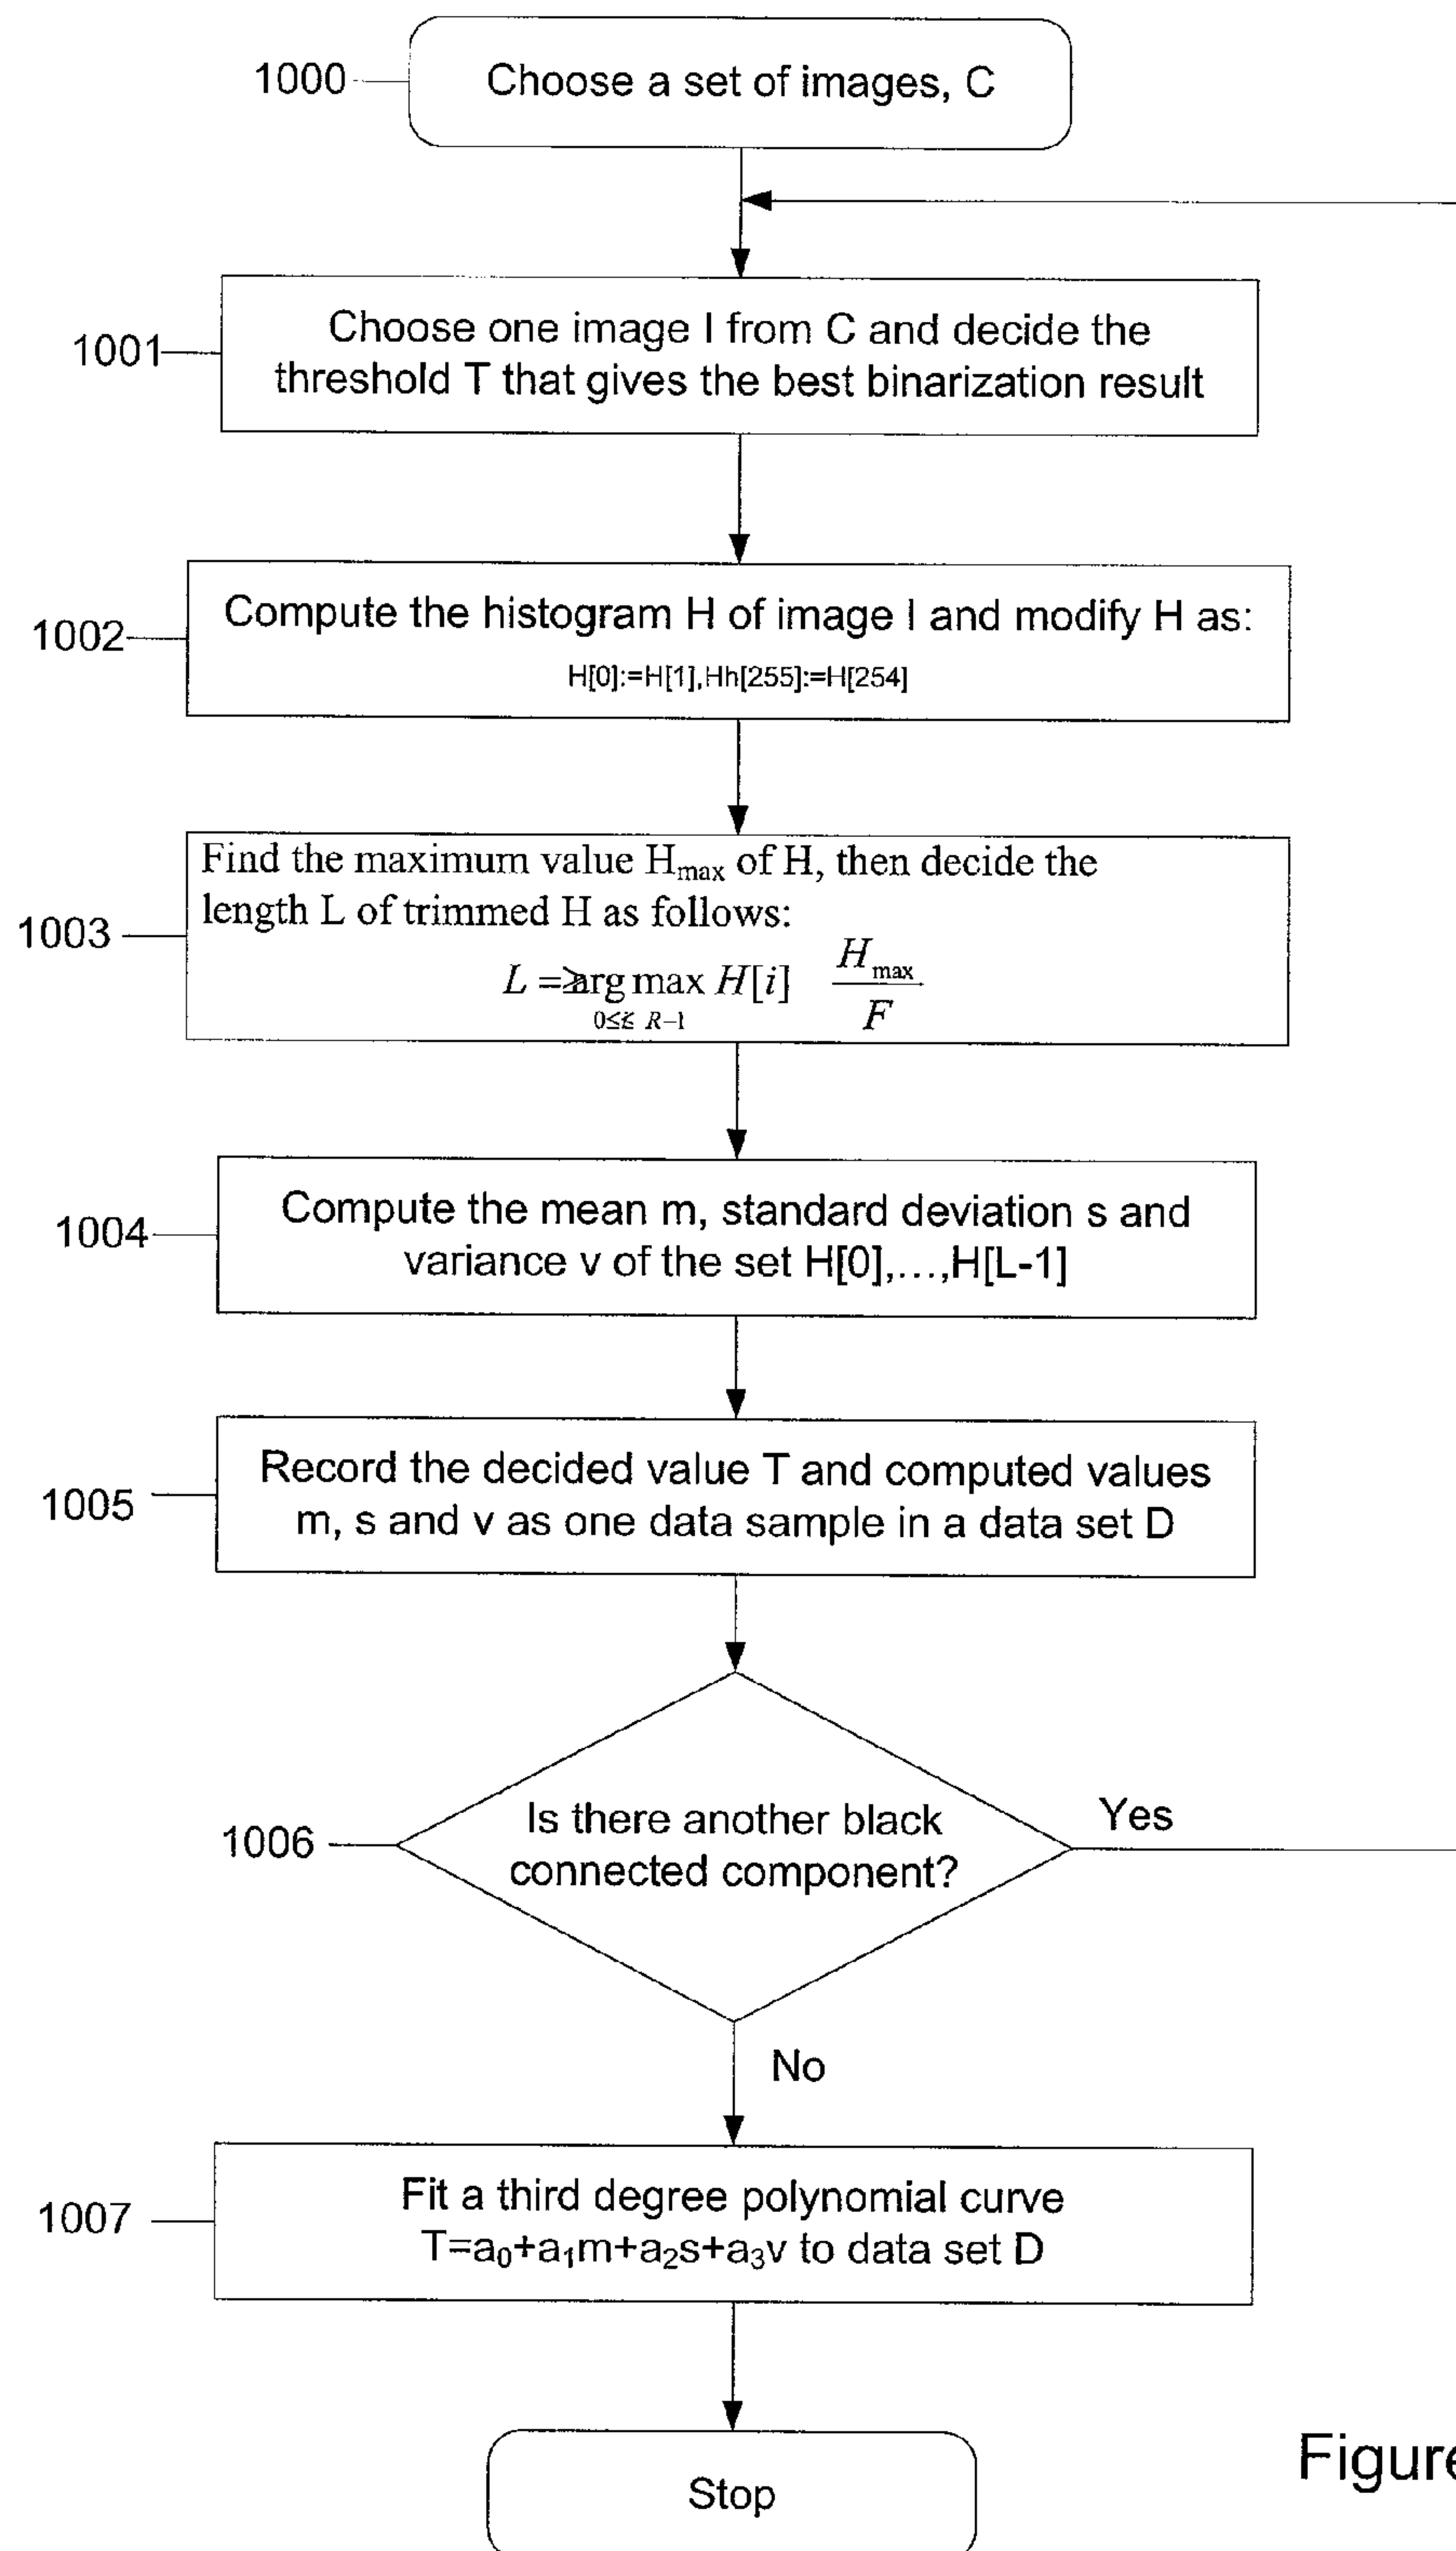 1000
Choose a set of images, C
1001
Choose one image I from C and decide the
threshold T that gives the best binarization result
1002
Compute the histogram H of image I and modify H as:
H[0]:=H[1],Hh[255]:=H[254]
1003
Find the maximum value Hmax of H, then decide the
length L of trimmed H as follows:
L =≥arg max H[i] Hmax
0≤≤ R−1 F
1004
Compute the mean m, standard deviation s and
variance v of the set H[0],...,H[L-1]
1005
Record the decided value T and computed values
m, s and v as one data sample in a data set D
1006
Is there another black
connected component?
Yes
No
1007
Fit a third degree polynomial curve
T=a₀+a₁m+a₂s+a₃v to data set D
Stop
Figure